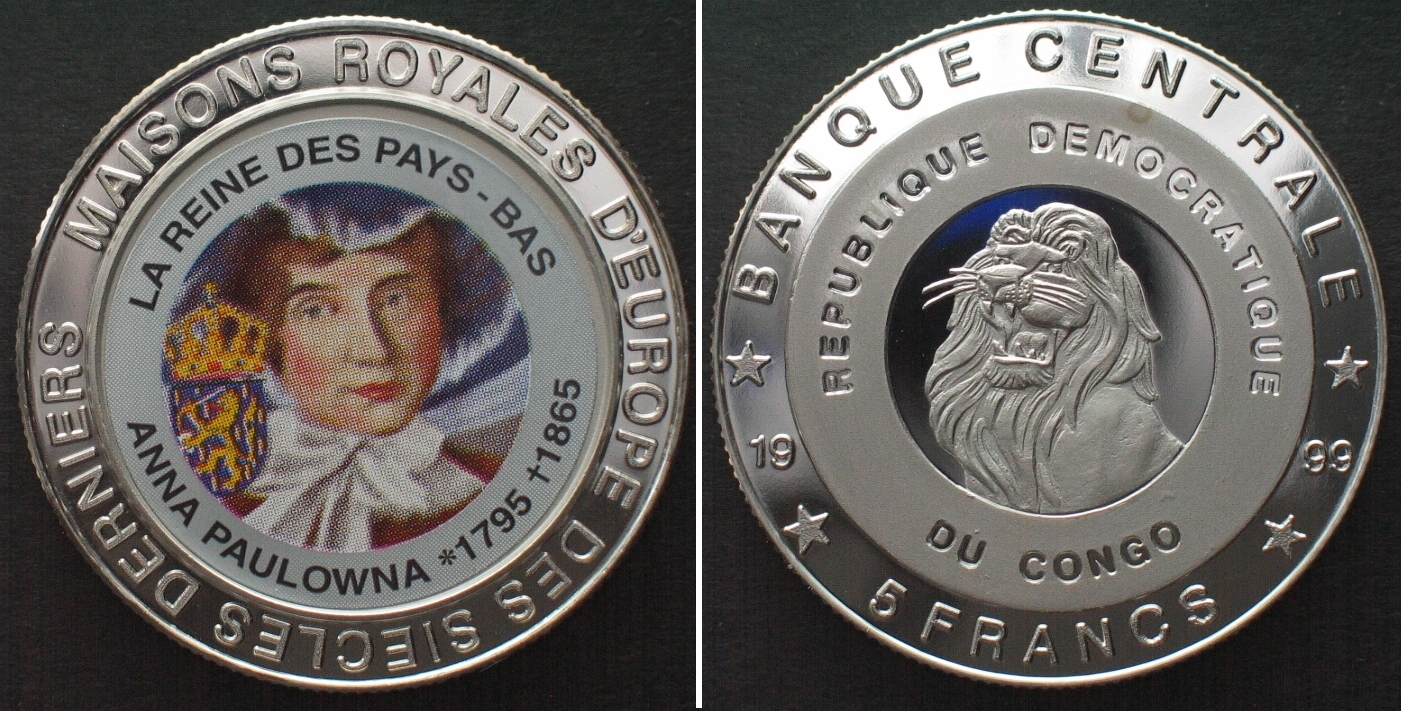 MAISONS ROYALES D'EUROPE DES SIECLES DERNIERS
LA REINE DES PAYS-BAS
ANNA PAULOWNA *1795 †1865
BANQUE CENTRALE
REPUBLIQUE DEMOCRATIQUE
DU CONGO
19 99
5 FRANCS